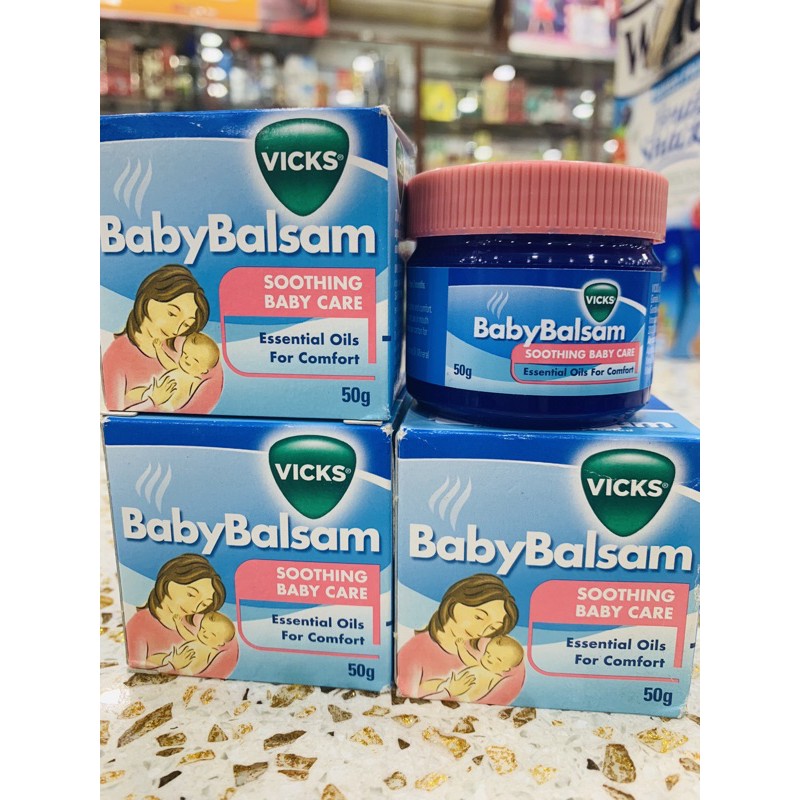 VICKS®
BabyBalsam
SOOTHING
BABY CARE
Essential Oils
For Comfort
50g
VICKS
BabyBalsam
SOOTHING BABY CARE
Essential Oils For Comfort
50g
VICKS®
BabyBalsam
SOOTHING
BABY CARE
Essential Oils
For Comfort
50g
VICKS®
BabyBalsam
SOOTHING
BABY CARE
Essential Oils
For Comfort
50g